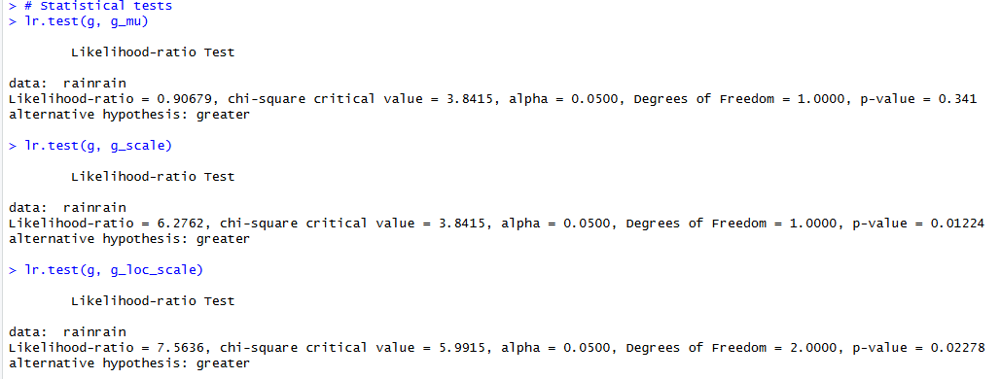 > # Statistical tests
> lr.test(g, g_mu)
Likelihood-ratio Test
data:  rainrain
Likelihood-ratio = 0.90679, chi-square critical value = 3.8415, alpha = 0.0500, Degrees of Freedom = 1.0000, p-value = 0.341
alternative hypothesis: greater
> lr.test(g, g_scale)
Likelihood-ratio Test
data:  rainrain
Likelihood-ratio = 6.2762, chi-square critical value = 3.8415, alpha = 0.0500, Degrees of Freedom = 1.0000, p-value = 0.01224
alternative hypothesis: greater
> lr.test(g, g_loc_scale)
Likelihood-ratio Test
data:  rainrain
Likelihood-ratio = 7.5636, chi-square critical value = 5.9915, alpha = 0.0500, Degrees of Freedom = 2.0000, p-value = 0.02278
alternative hypothesis: greater